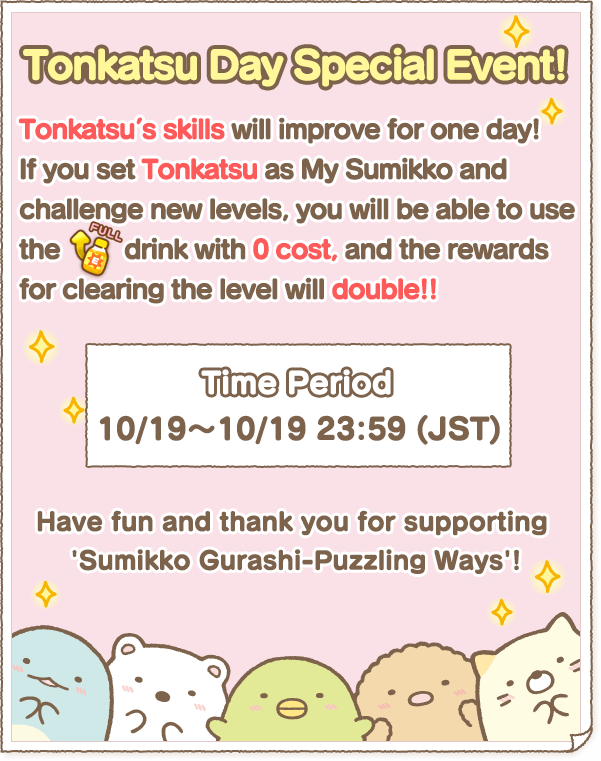 Tonkatsu Day Special Event!
Tonkatsu's skills will improve for one day!
If you set Tonkatsu as My Sumikko and
challenge new levels, you will be able to use
the FULL E drink with 0 cost, and the rewards
for clearing the level will double!!
Time Period
10/19～10/19 23:59 (JST)
Have fun and thank you for supporting
'Sumikko Gurashi-Puzzling Ways'!